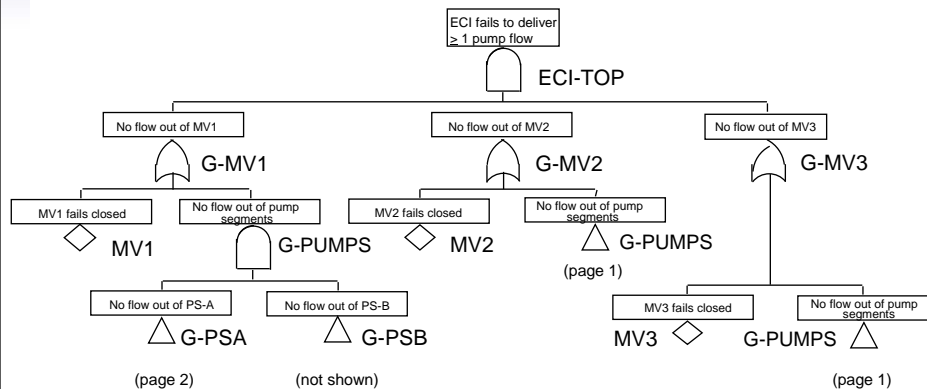 ECI fails to deliver
≥ 1 pump flow
ECI-TOP
No flow out of MV1
No flow out of MV2
No flow out of MV3
G-MV1
G-MV2
G-MV3
MV1 fails closed
No flow out of pump
segments
MV2 fails closed
No flow out of pump
segments
MV1
G-PUMPS
MV2
G-PUMPS
(page 1)
No flow out of PS-A
No flow out of PS-B
MV3 fails closed
No flow out of pump
segments
G-PSA
G-PSB
MV3
G-PUMPS
(page 2)
(not shown)
(page 1)